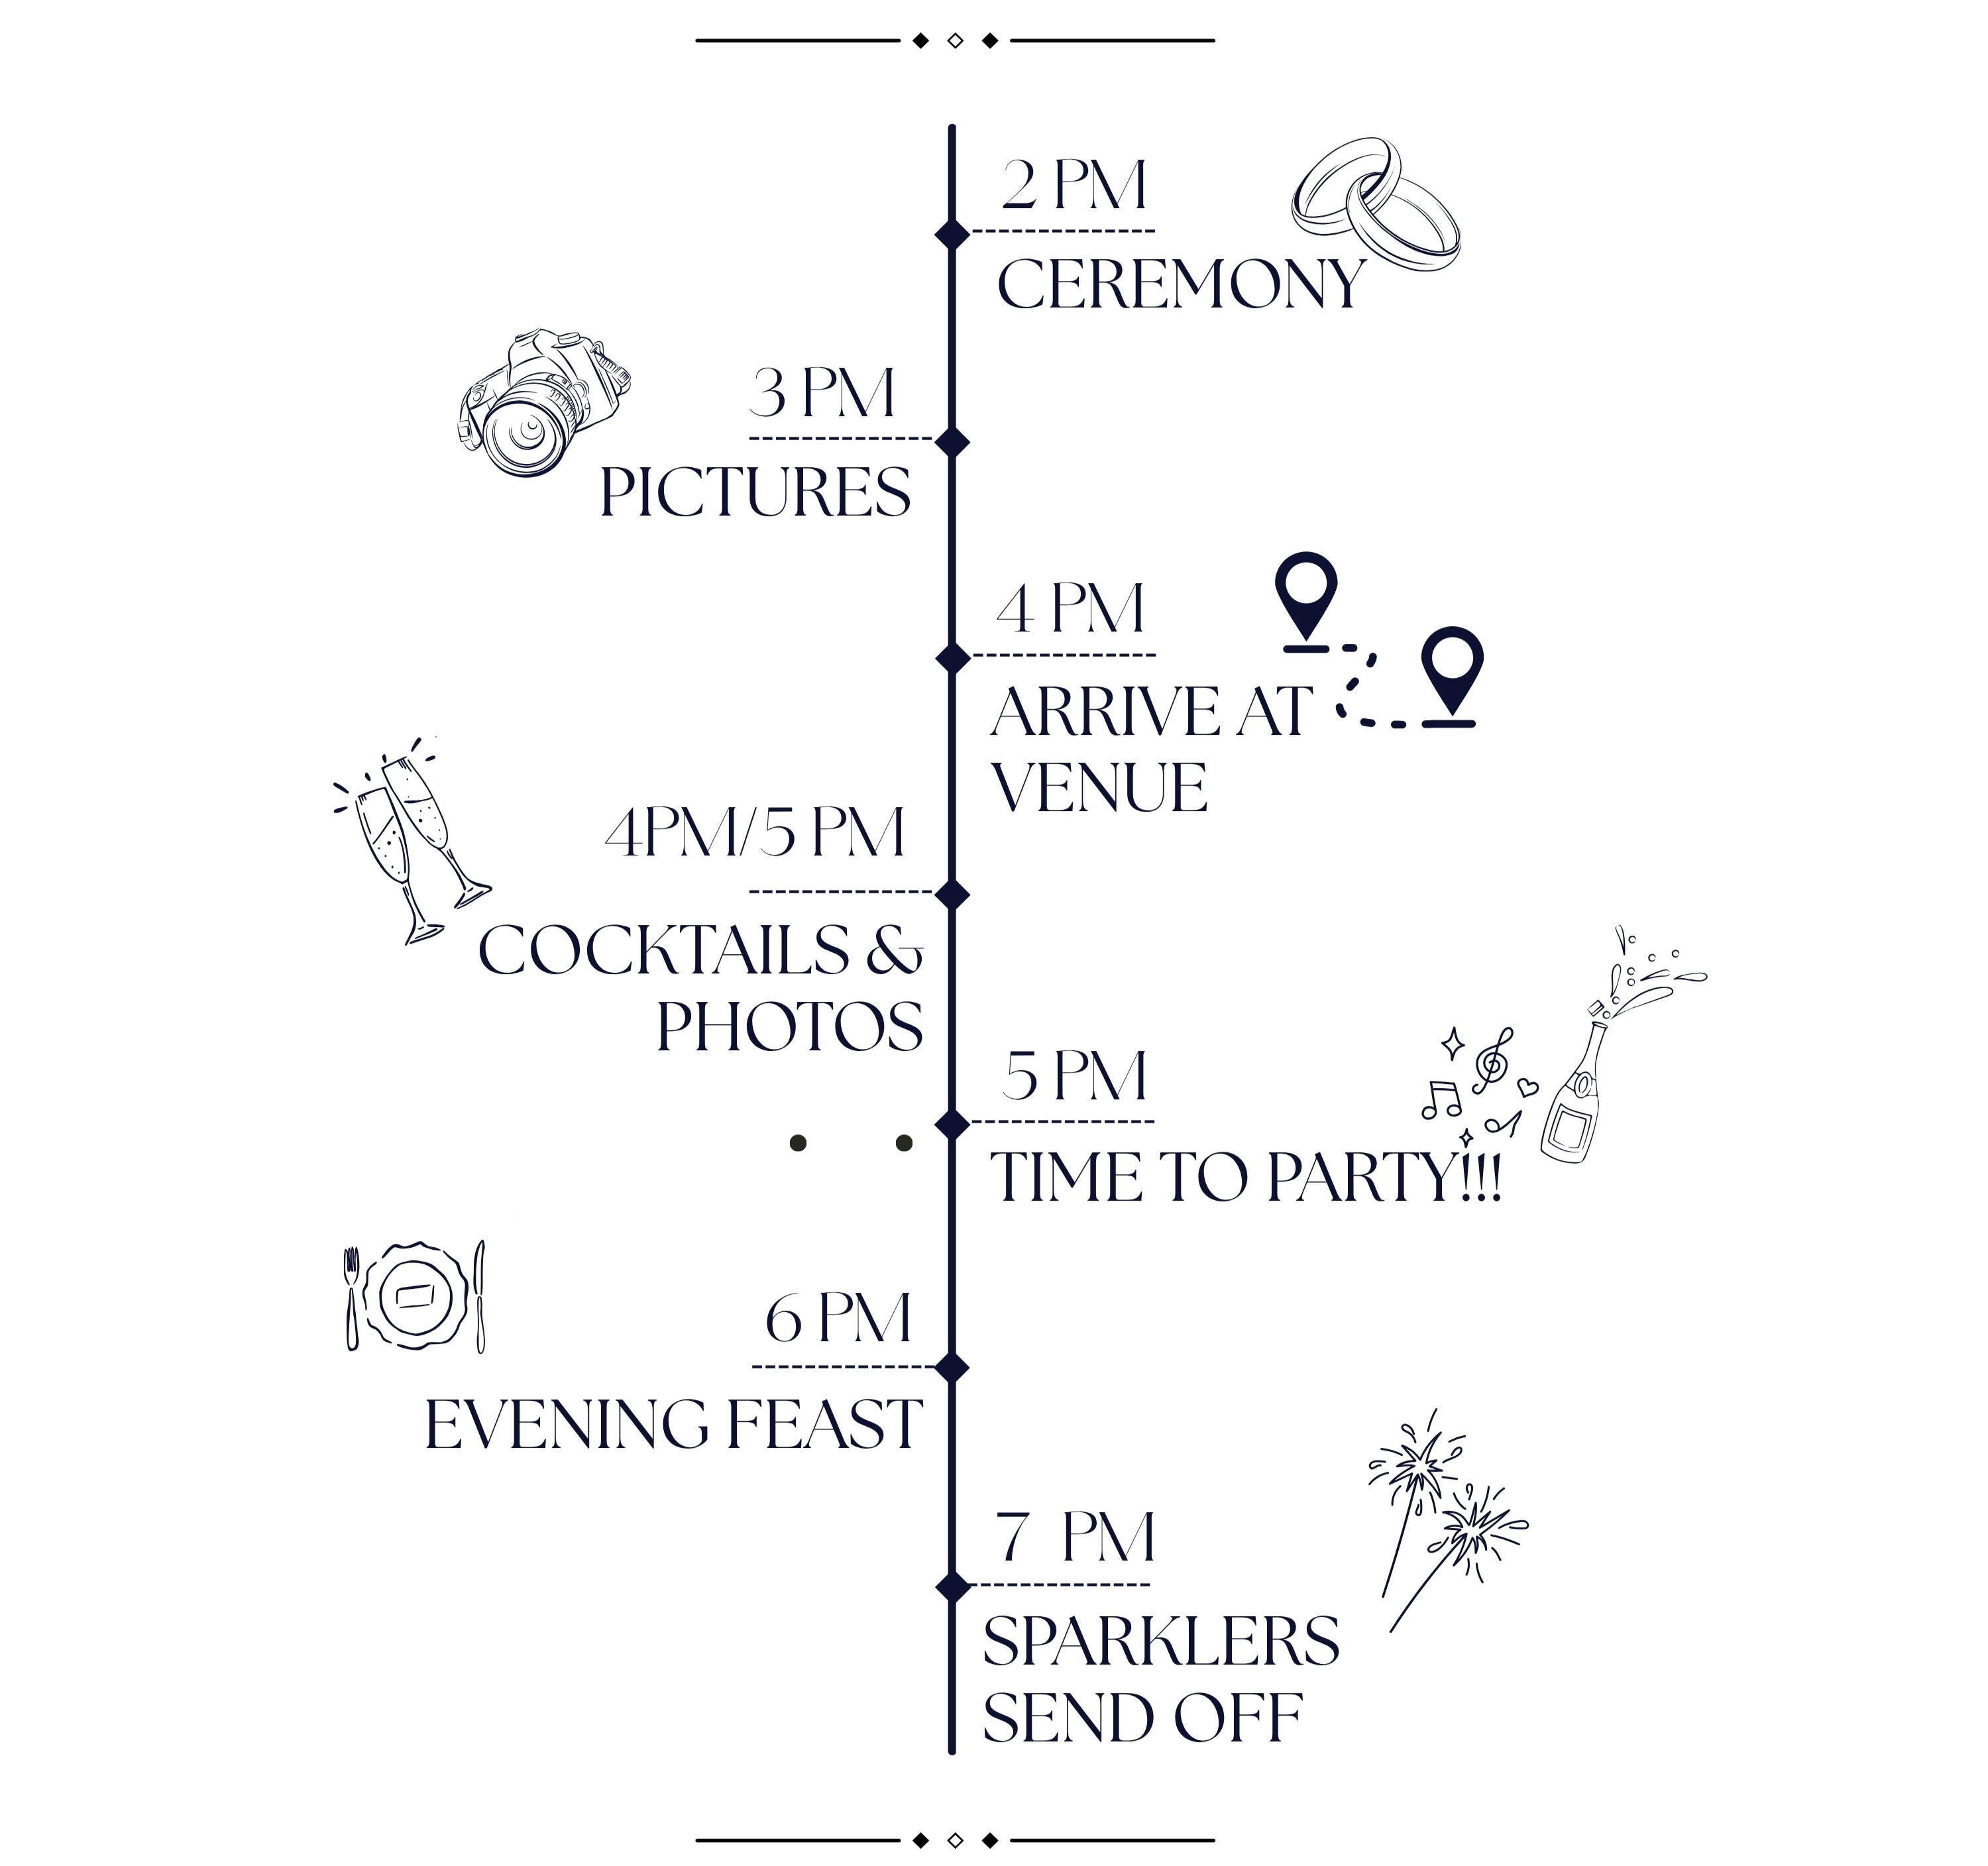 2 PM
CEREMONY
3 PM
PICTURES
4 PM
ARRIVE AT
VENUE
4PM/5 PM
COCKTAILS &
PHOTOS
5 PM
TIME TO PARTY!!!
6 PM
EVENING FEAST
7 PM
SPARKLERS
SEND OFF